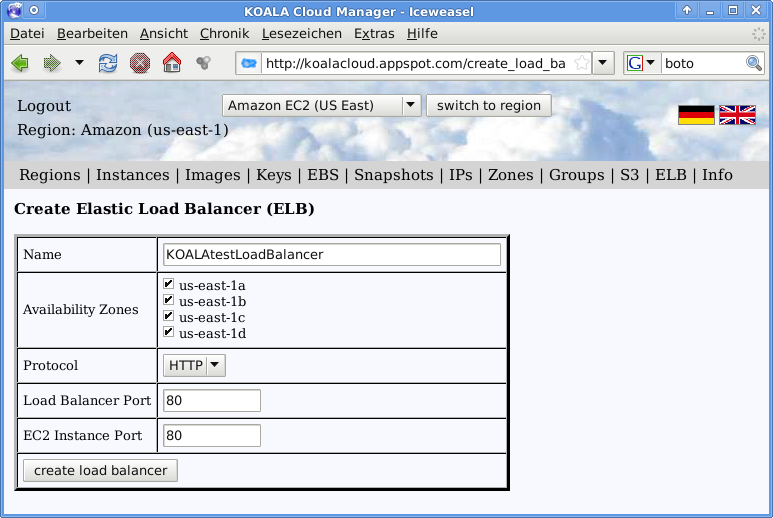 KOALA Cloud Manager - Iceweasel
Datei Bearbeiten Ansicht Chronik Lesezeichen Extras Hilfe
http://koalacloud.appspot.com/create_load_ba
G boto
Logout
Amazon EC2 (US East) switch to region
Region: Amazon (us-east-1)
Regions | Instances | Images | Keys | EBS | Snapshots | IPs | Zones | Groups | S3 | ELB | Info
Create Elastic Load Balancer (ELB)
Name KOALAtestLoadBalancer
Availability Zones
us-east-1a
us-east-1b
us-east-1c
us-east-1d
Protocol HTTP
Load Balancer Port 80
EC2 Instance Port 80
create load balancer